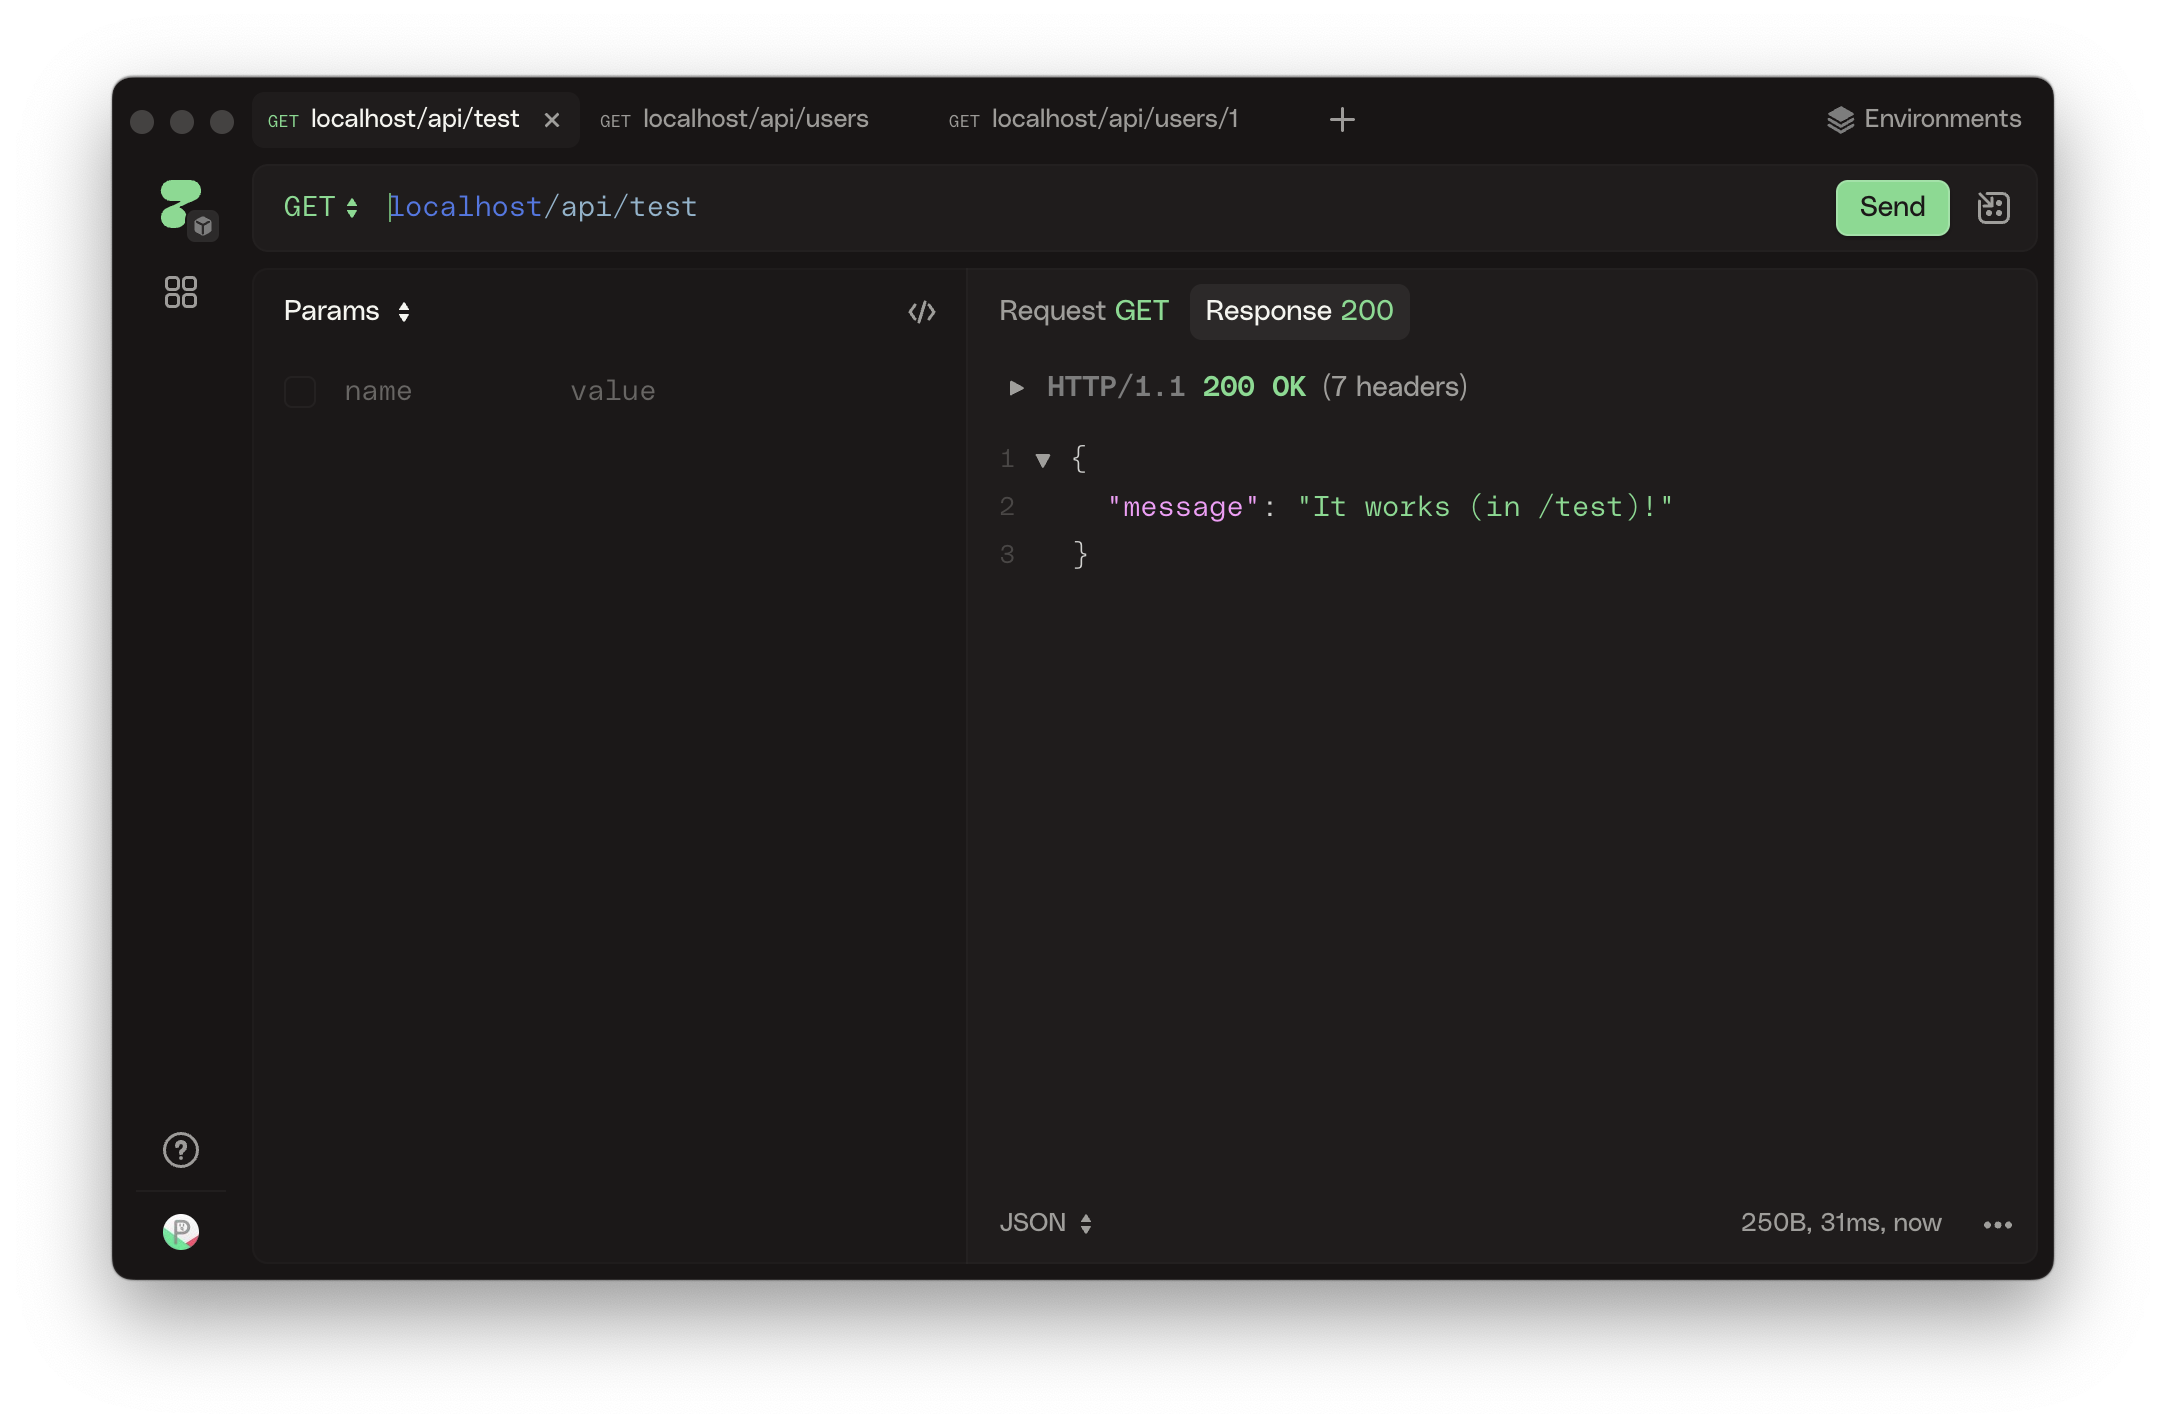 GET localhost/api/test
GET localhost/api/users
GET localhost/api/users/1
Environments
GET localhost/api/test
Send
Params
name value
Request GET
Response 200
HTTP/1.1 200 OK (7 headers)
1 {
2 "message": "It works (in /test)!"
3 }
JSON
250B, 31ms, now